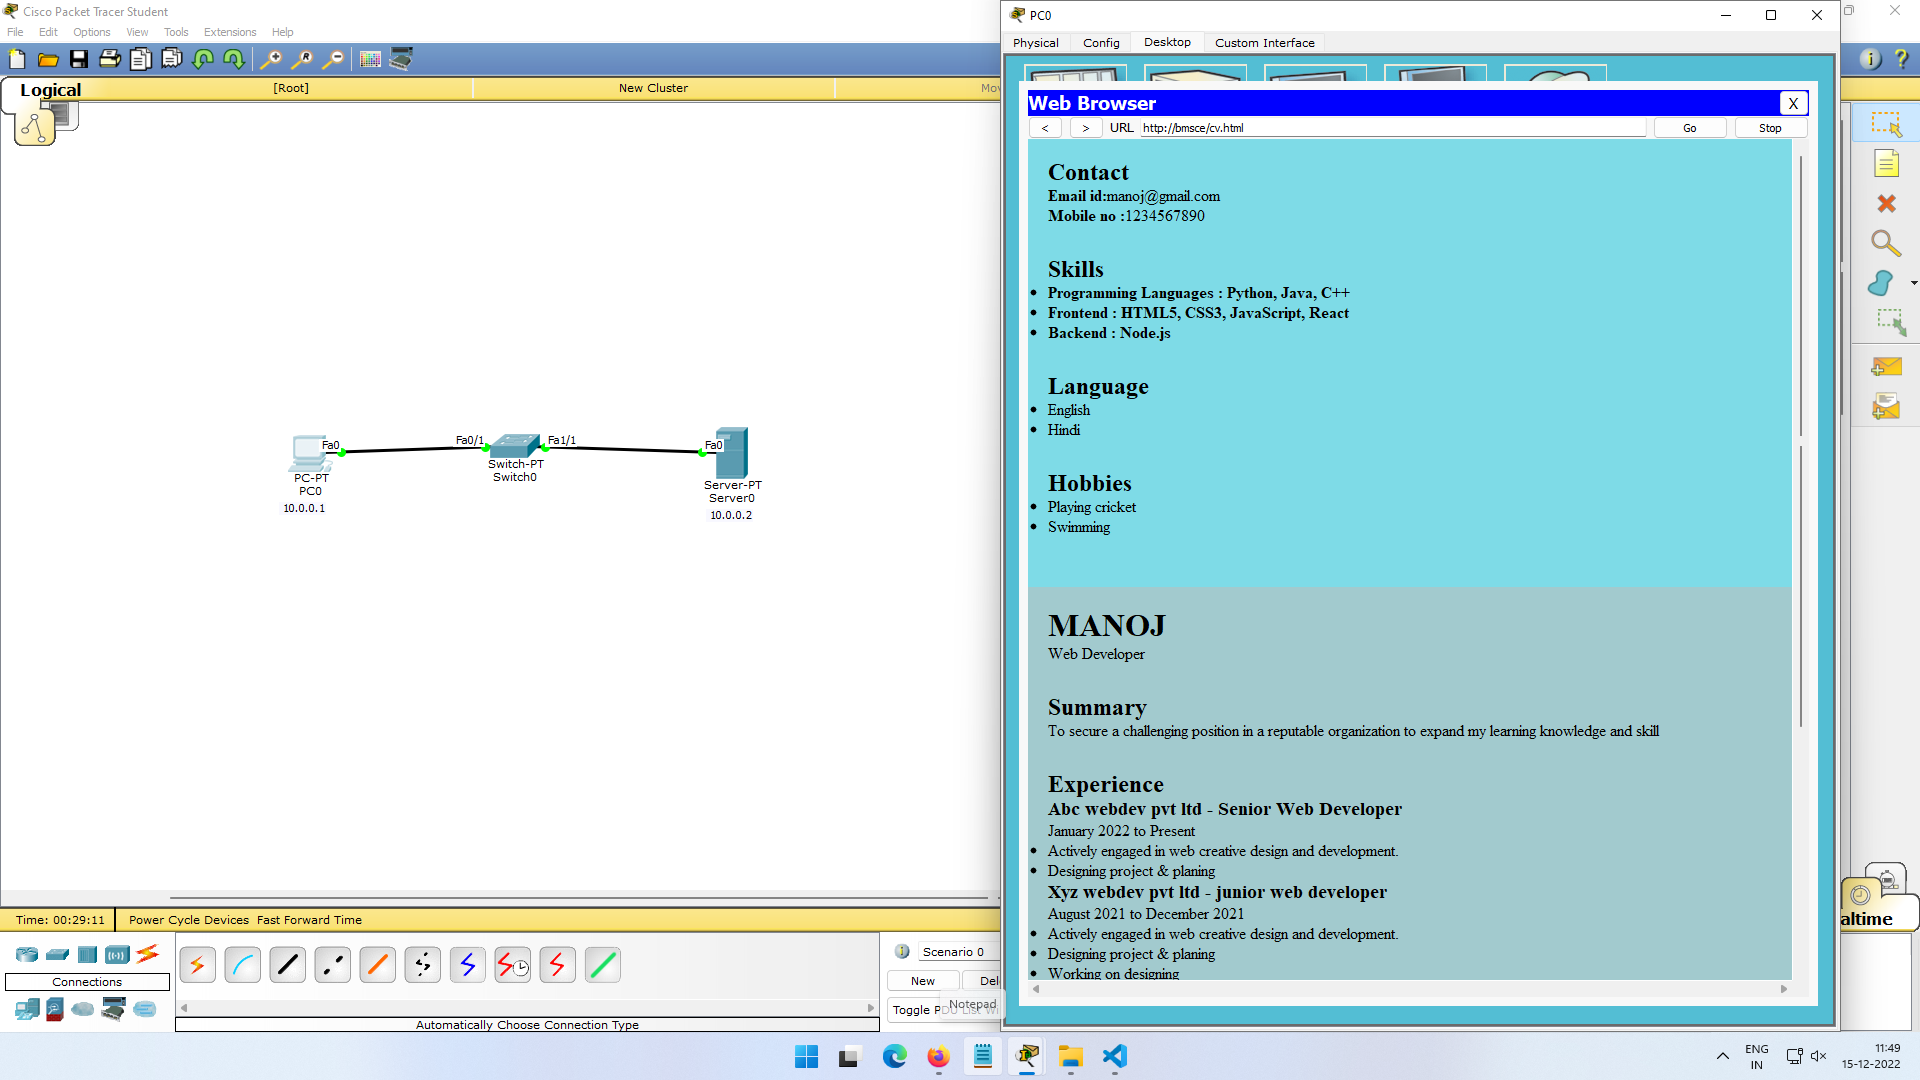 Cisco Packet Tracer Student
File Edit Options View Tools Extensions Help
Logical
[Root]
New Cluster
Mov
Fa0
Fa0/1
Fa1/1
Fa0
PC-PT
PC0
10.0.0.1
Switch-PT
Switch0
Server-PT
Server0
10.0.0.2
PC0
Physical Config Desktop Custom Interface
Web Browser
X
< > URL http://bmsce/cv.html Go Stop
Contact
Email id:manoj@gmail.com
Mobile no :1234567890
Skills
Programming Languages : Python, Java, C++
Frontend : HTML5, CSS3, JavaScript, React
Backend : Node.js
Language
English
Hindi
Hobbies
Playing cricket
Swimming
MANOJ
Web Developer
Summary
To secure a challenging position in a reputable organization to expand my learning knowledge and skill
Experience
Abc webdev pvt ltd - Senior Web Developer
January 2022 to Present
Actively engaged in web creative design and development.
Designing project & planing
Xyz webdev pvt ltd - junior web developer
August 2021 to December 2021
Actively engaged in web creative design and development.
Designing project & planing
Working on designing
Time: 00:29:11 Power Cycle Devices Fast Forward Time
altime
Connections
Automatically Choose Connection Type
Scenario 0
New Del
Toggle PDU List Wi
Notepad
ENG
IN
11:49
15-12-2022